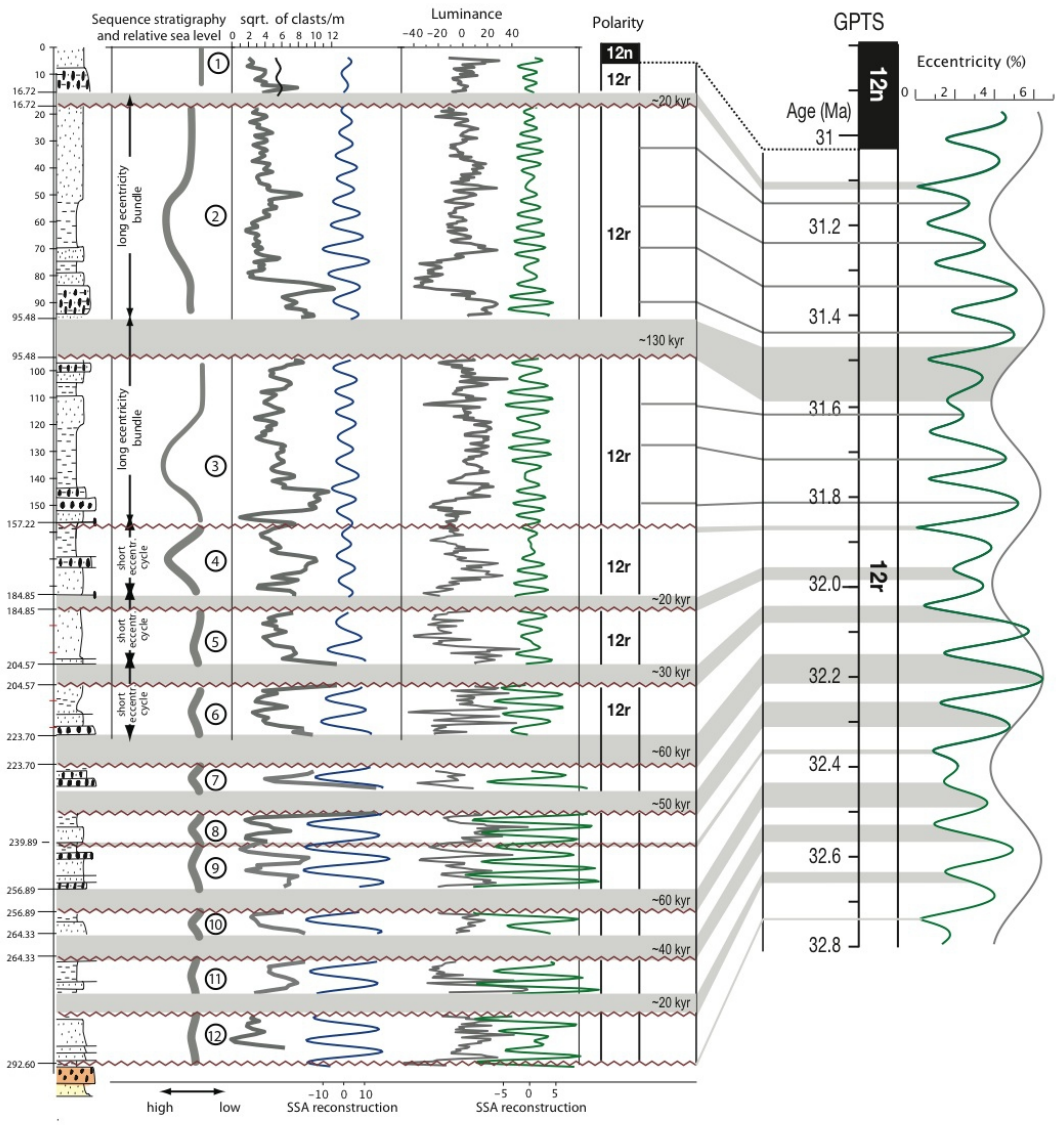 Sequence stratigraphy
and relative sea level
sqrt. of clasts/m
Luminance
Polarity
GPTS
Eccentricity (%)
0 2 4 6 8 10 12
−40 −20 0 20 40
0 2 4 6
0
10
16.72
16.72
20
30
40
50
60
70
80
90
95.48
95.48
100
110
120
130
140
150
157.22
184.85
184.85
204.57
204.57
223.70
223.70
239.89
256.89
256.89
264.33
264.33
292.60
long eccentricity
bundle
long eccentricity
bundle
short
eccentr.
cycle
short
eccentr.
cycle
short
eccentr.
cycle
1
2
3
4
5
6
7
8
9
10
11
12
12n
12r
12r
12r
12r
12r
12r
~20 kyr
~130 kyr
~20 kyr
~30 kyr
~60 kyr
~50 kyr
~60 kyr
~40 kyr
~20 kyr
Age (Ma)
31
31.2
31.4
31.6
31.8
32.0
32.2
32.4
32.6
32.8
12n
12r
high low
−10 0 10
SSA reconstruction
−5 0 5
SSA reconstruction